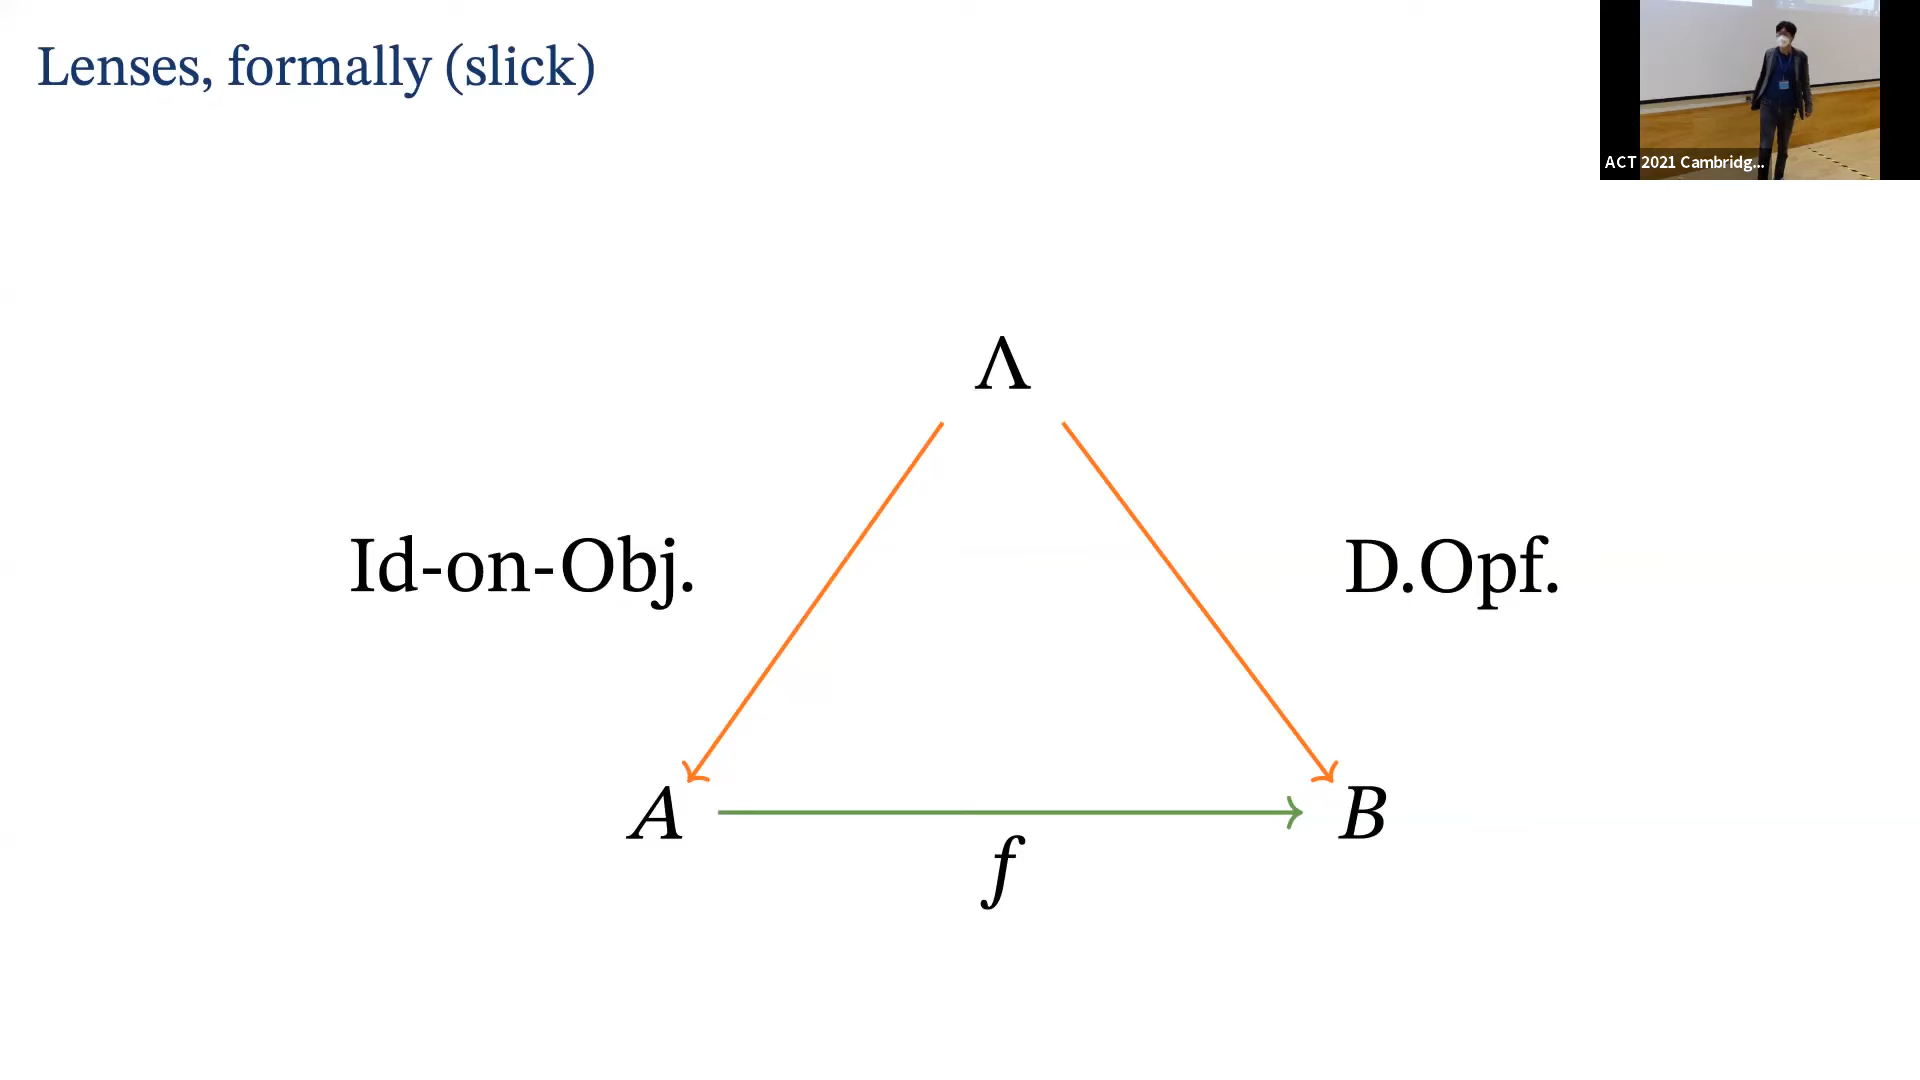 Lenses, formally (slick)
ACT 2021 Cambridg...
Λ
Id-on-Obj.
D.Opf.
A
B
f